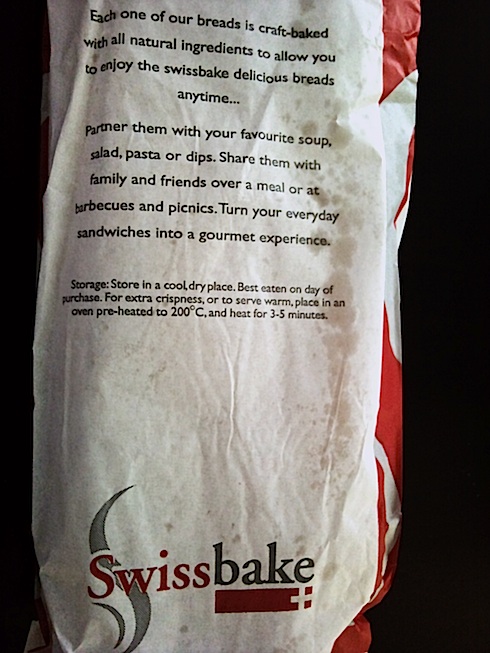 Each one of our breads is craft-baked
with all natural ingredients to allow you
to enjoy the swissbake delicious breads
anytime...
Partner them with your favourite soup,
salad, pasta or dips. Share them with
family and friends over a meal or at
barbecues and picnics. Turn your everyday
sandwiches into a gourmet experience.
Storage: Store in a cool, dry place. Best eaten on day of
purchase. For extra crispness, or to serve warm, place in an
oven pre-heated to 200°C, and heat for 3-5 minutes.
Swissbake